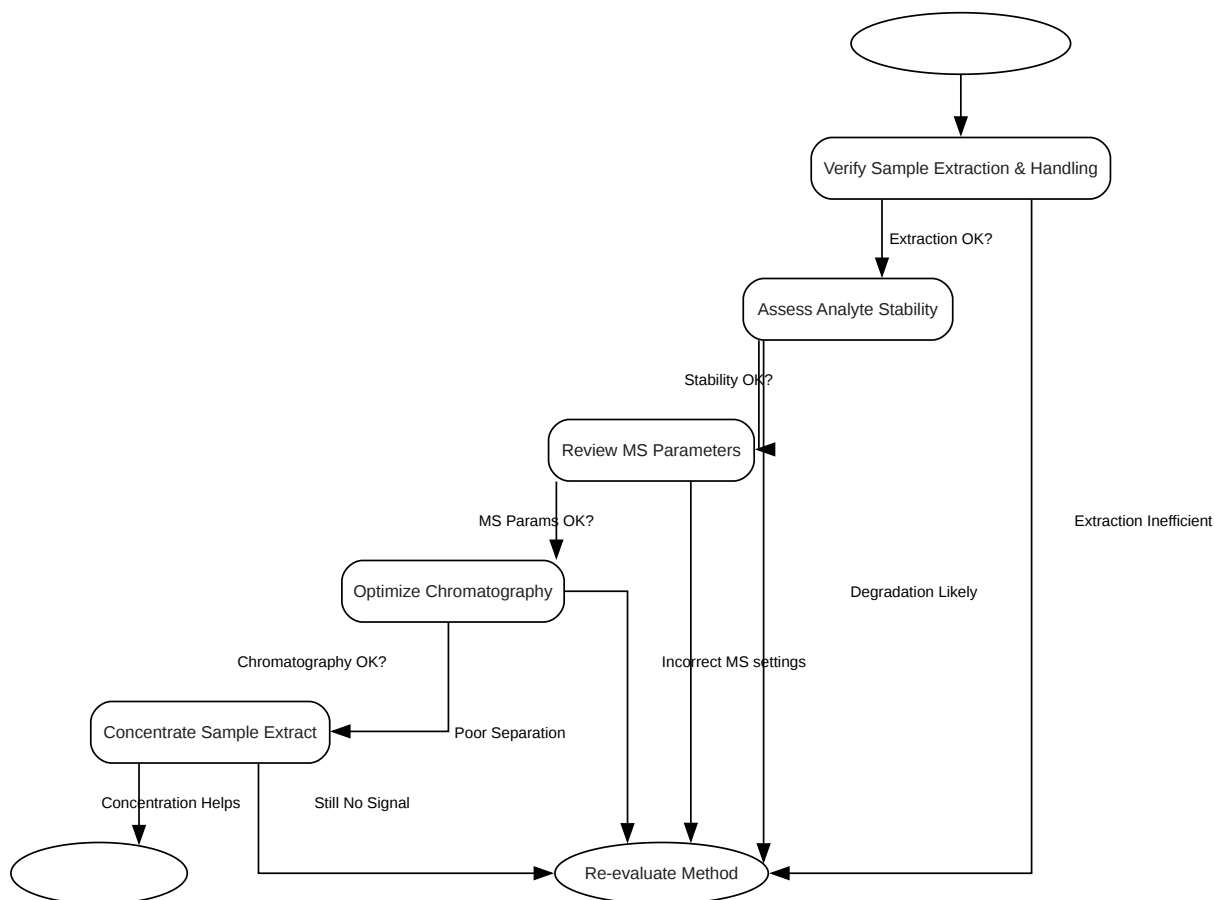 Verify Sample Extraction & Handling
Extraction OK?
Assess Analyte Stability
Stability OK?
Review MS Parameters
MS Params OK?
Extraction Inefficient
Optimize Chromatography
Degradation Likely
Chromatography OK?
Incorrect MS settings
Concentrate Sample Extract
Poor Separation
Concentration Helps
Still No Signal
Re-evaluate Method